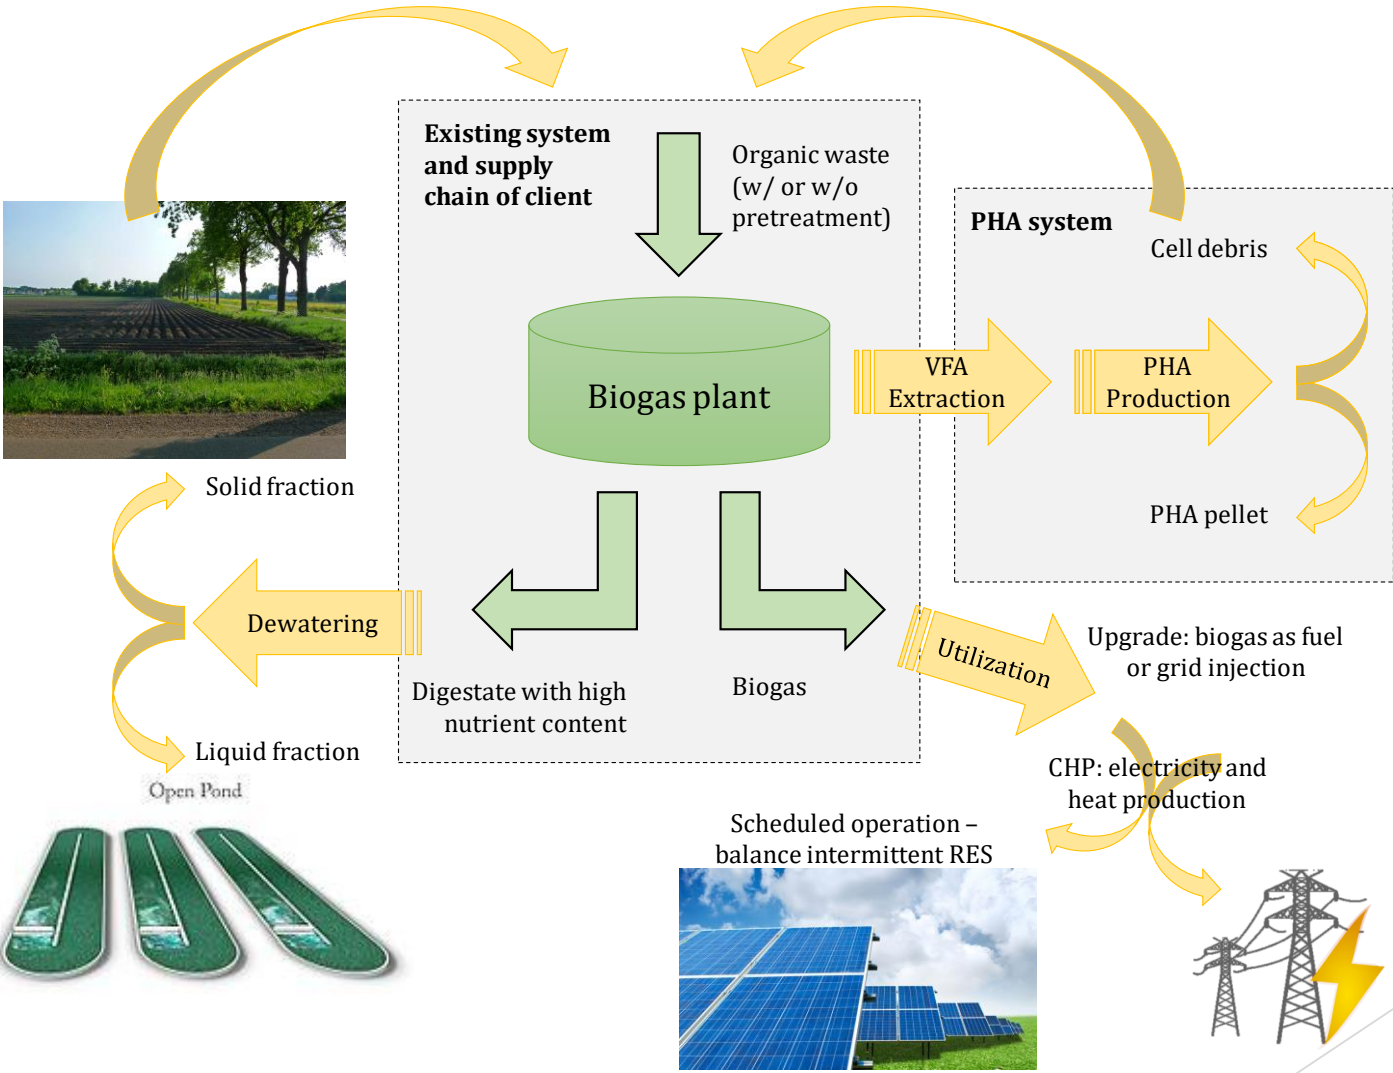 Existing system
and supply
chain of client
Organic waste
(w/ or w/o
pretreatment)
PHA system
Cell debris
VFA
Extraction
PHA
Production
Biogas plant
PHA pellet
Solid fraction
Dewatering
Liquid fraction
Digestate with high
nutrient content
Biogas
Utilization
Upgrade: biogas as fuel
or grid injection
CHP: electricity and
heat production
Open Pond
Scheduled operation –
balance intermittent RES